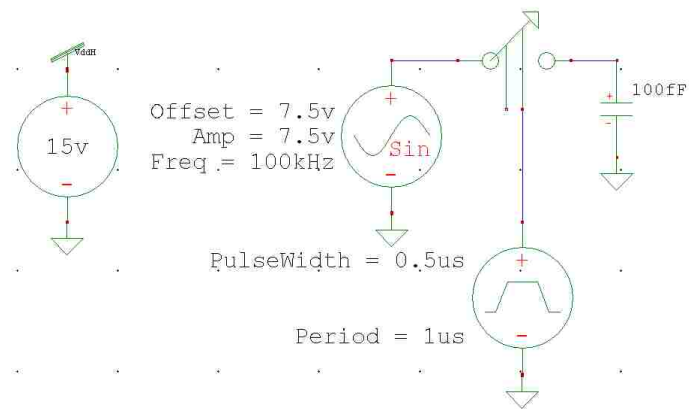 VddH
15v
Offset = 7.5v
Amp = 7.5v
Freq = 100kHz
Sin
100fF
PulseWidth = 0.5us
Period = 1us